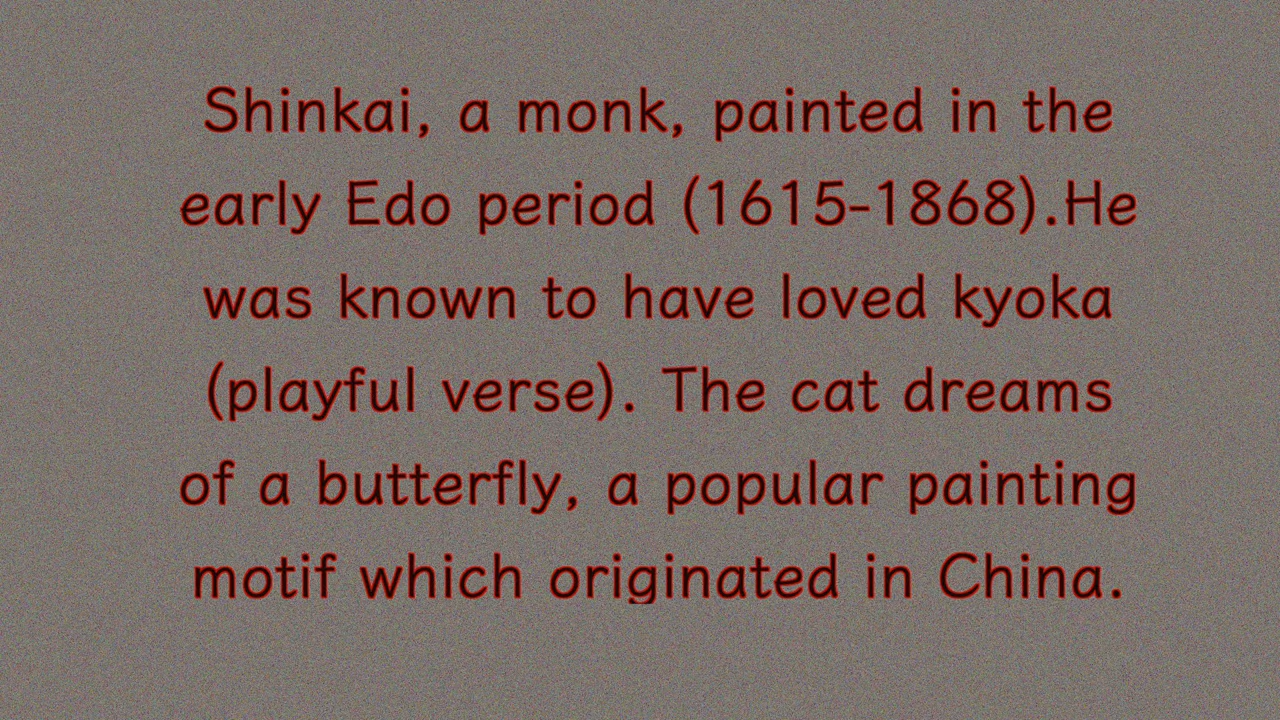 Shinkai, a monk, painted in the
early Edo period (1615-1868).He
was known to have loved kyoka
(playful verse). The cat dreams
of a butterfly, a popular painting
motif which originated in China.